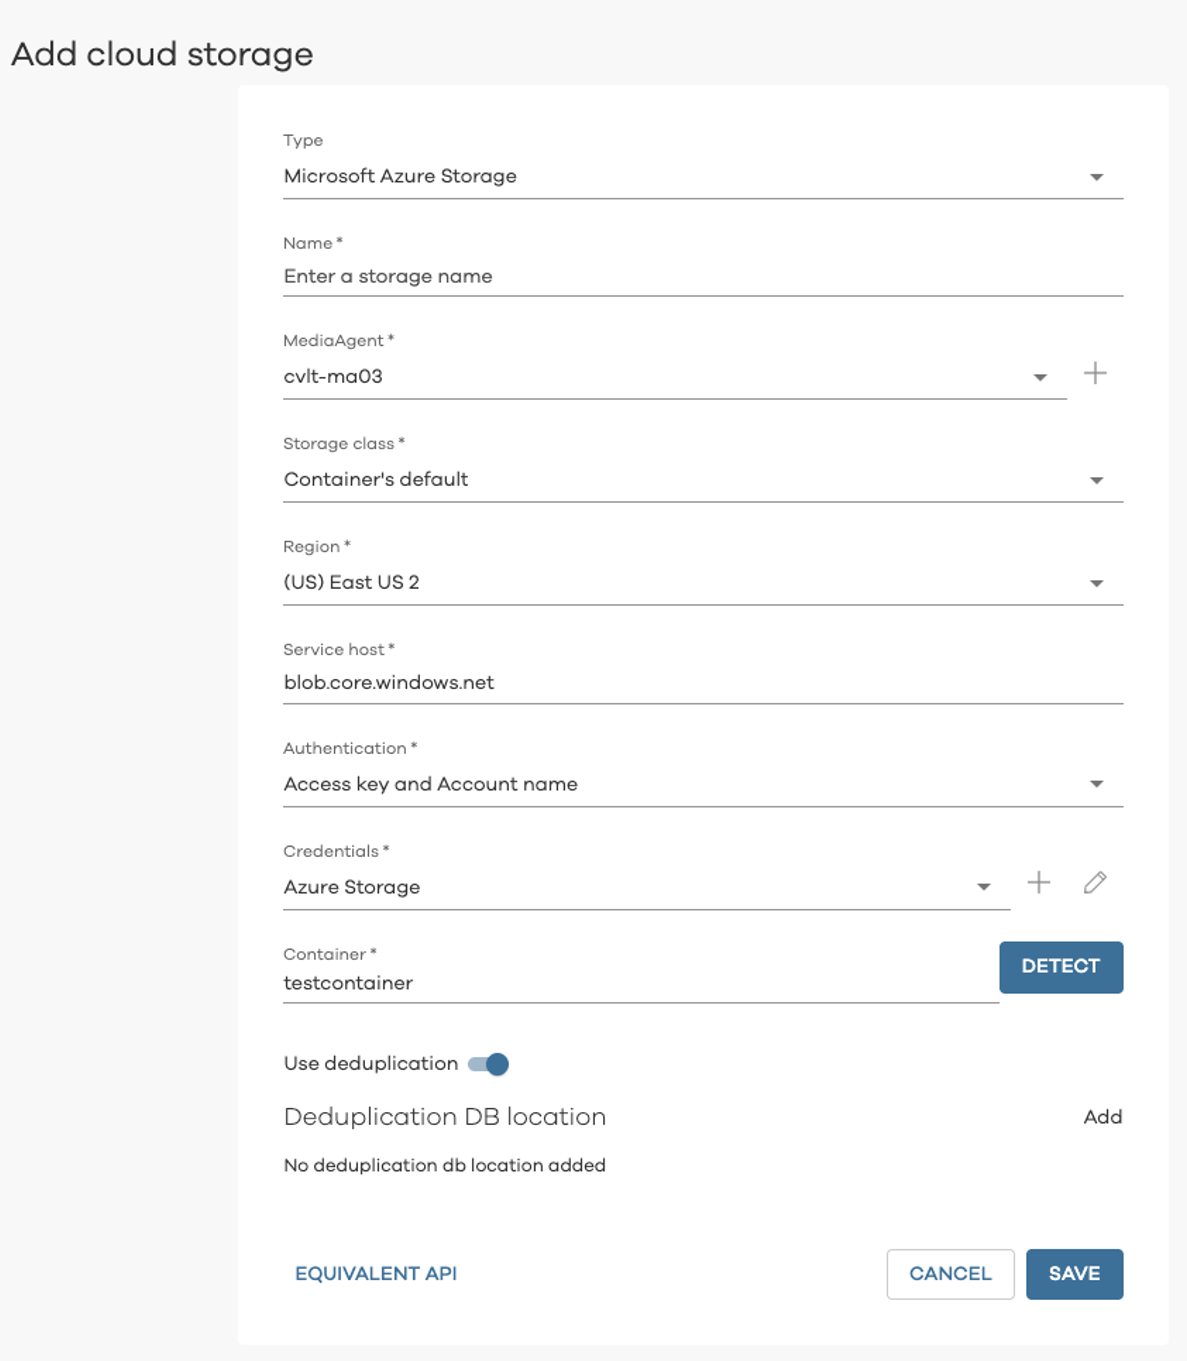 Add cloud storage
Type
Microsoft Azure Storage
Name *
Enter a storage name
MediaAgent *
cvlt-ma03
Storage class *
Container's default
Region *
(US) East US 2
Service host *
blob.core.windows.net
Authentication *
Access key and Account name
Credentials *
Azure Storage
Container *
testcontainer
DETECT
Use deduplication
Deduplication DB location Add
No deduplication db location added
EQUIVALENT API CANCEL SAVE